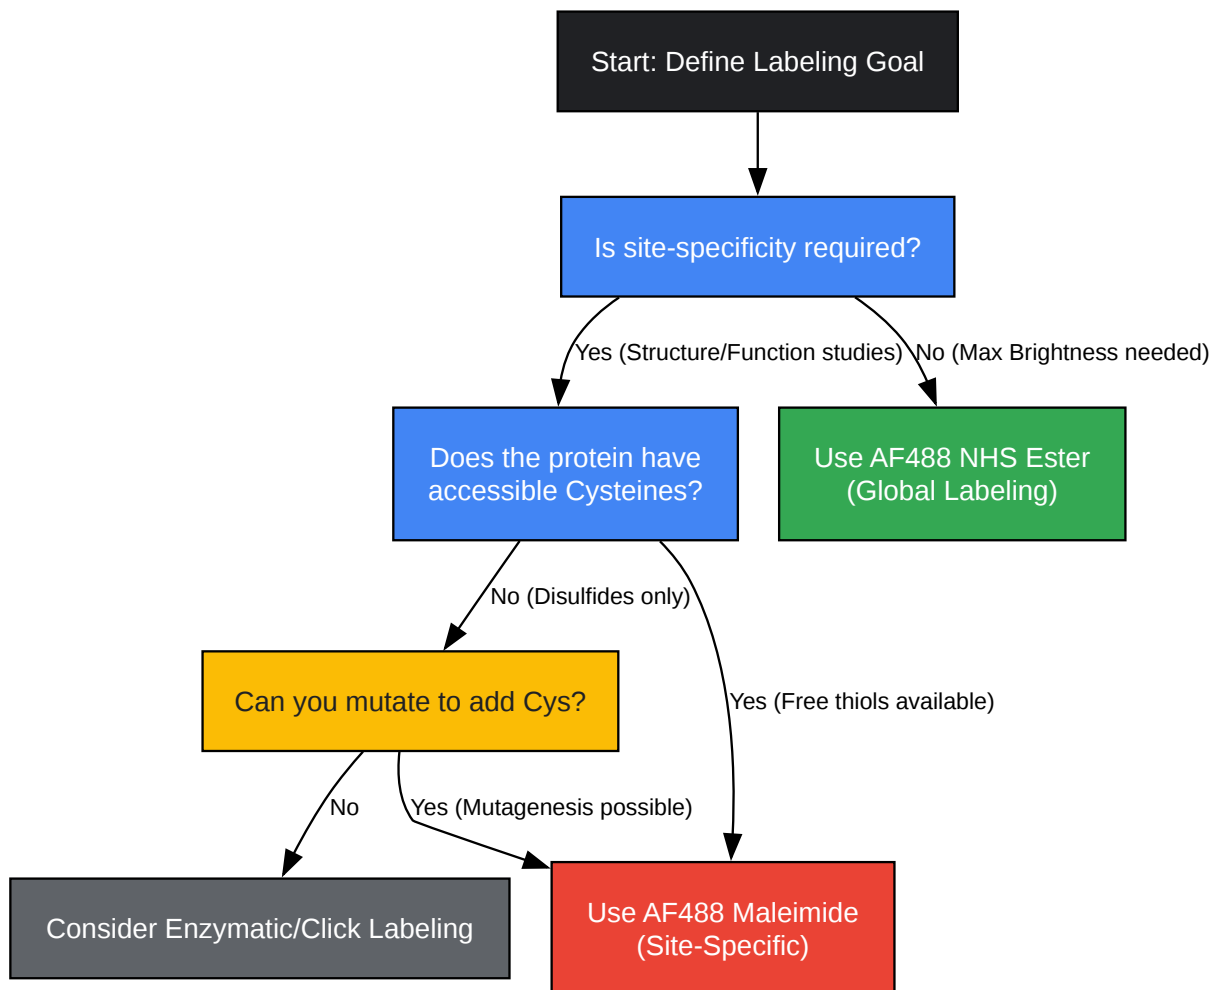 Start: Define Labeling Goal
Is site-specificity required?
Yes (Structure/Function studies)
No (Max Brightness needed)
Does the protein have
accessible Cysteines?
Use AF488 NHS Ester
(Global Labeling)
No (Disulfides only)
Can you mutate to add Cys?
Yes (Free thiols available)
No
Yes (Mutagenesis possible)
Consider Enzymatic/Click Labeling
Use AF488 Maleimide
(Site-Specific)